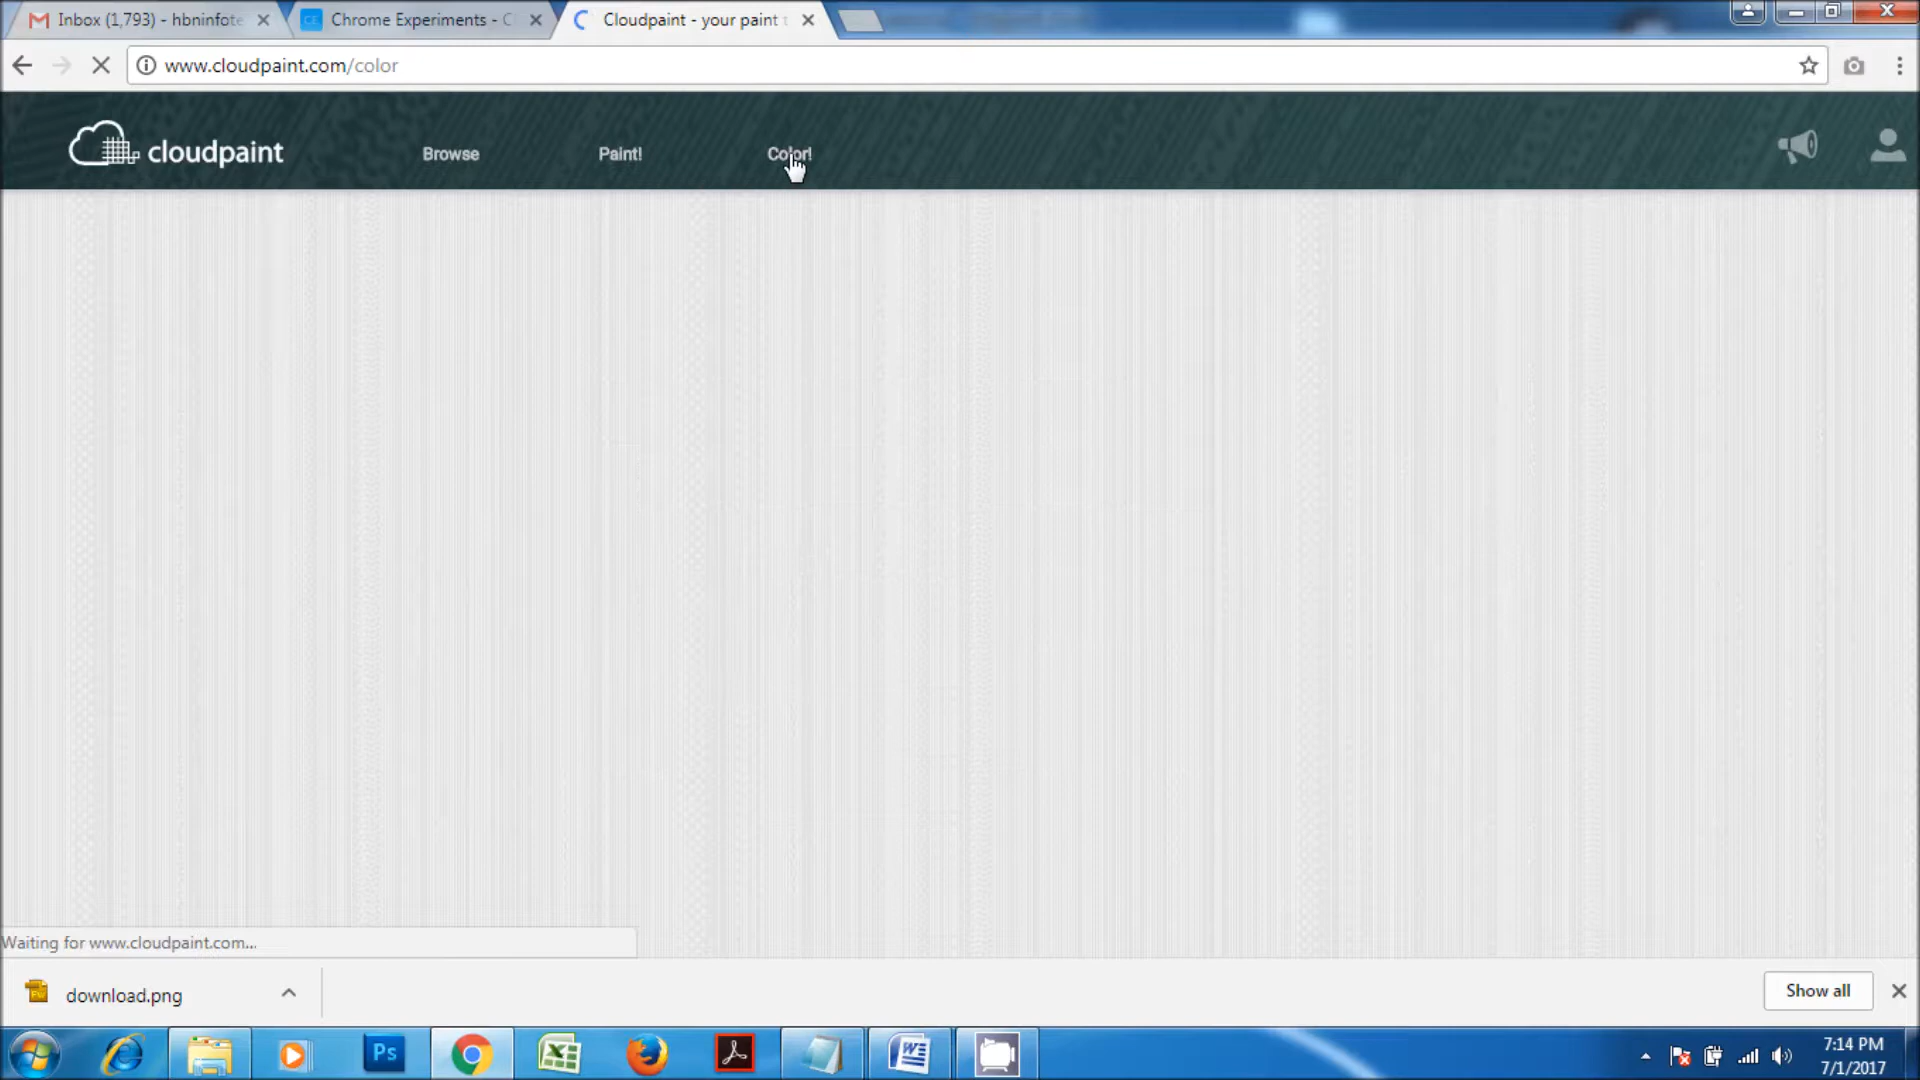 Inbox (1,793) - hbninfote
Chrome Experiments - C
Cloudpaint - your paint t
www.cloudpaint.com/color
cloudpaint
Browse
Paint!
Color!
Waiting for www.cloudpaint.com...
download.png
Show all
Ps
7:14 PM
7/1/2017